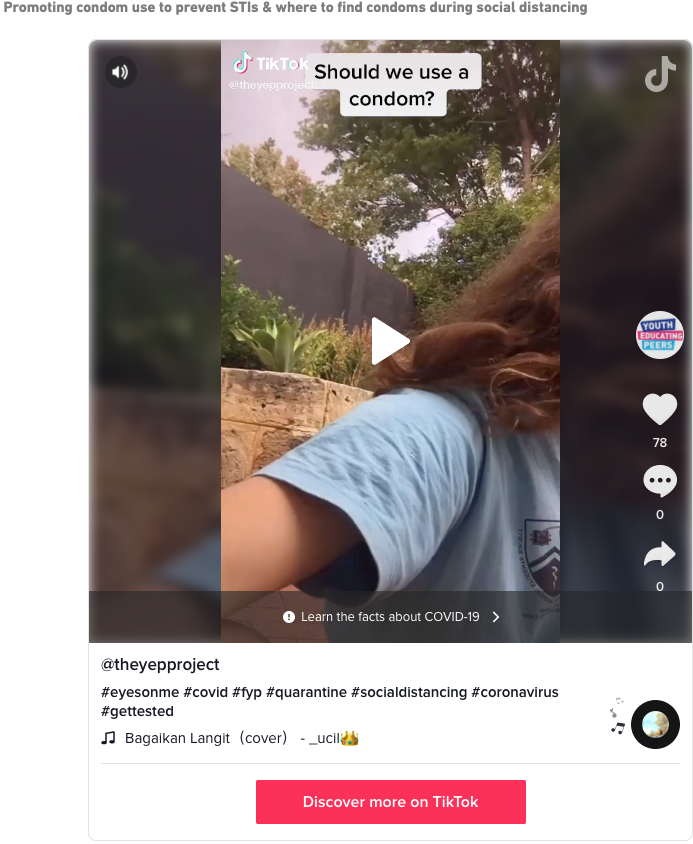 Promoting condom use to prevent STIs & where to find condoms during social distancing
TikTok
@theyepproject
Should we use a
condom?
YOUTH
EDUCATING
PEERS
78
0
0
Learn the facts about COVID-19
@theyepproject
#eyesonme #covid #fyp #quarantine #socialdistancing #coronavirus
#gettested
Bagaikan Langit（cover） - _ucil👑
Discover more on TikTok